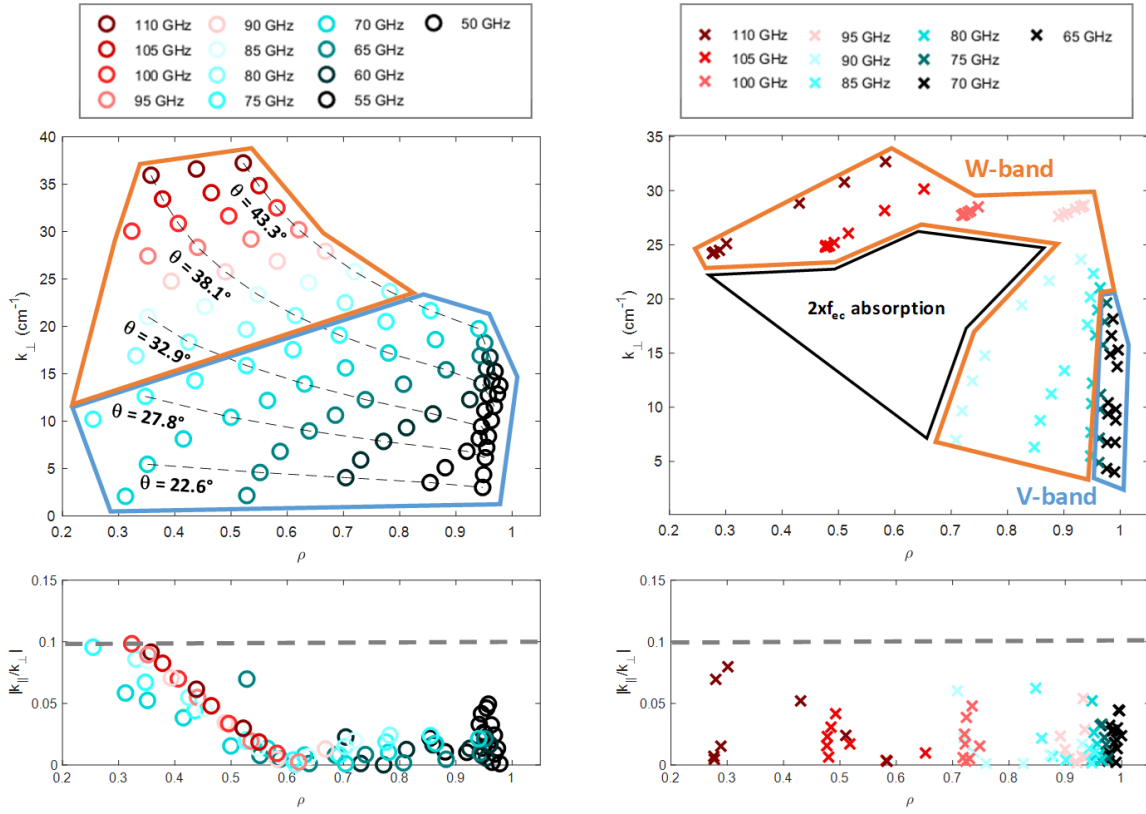 110 GHz 90 GHz 70 GHz 50 GHz
105 GHz 85 GHz 65 GHz
100 GHz 80 GHz 60 GHz
95 GHz 75 GHz 55 GHz
40
35
30
25
20
15
10
5
0
k⊥ (cm⁻¹)
θ = 43.3°
θ = 38.1°
θ = 32.9°
θ = 27.8°
θ = 22.6°
0.2 0.3 0.4 0.5 0.6 0.7 0.8 0.9 1
ρ
110 GHz 95 GHz 80 GHz 65 GHz
105 GHz 90 GHz 75 GHz
100 GHz 85 GHz 70 GHz
35
30
25
20
15
10
5
k⊥ (cm⁻¹)
W-band
2xfec absorption
V-band
0.2 0.3 0.4 0.5 0.6 0.7 0.8 0.9 1
ρ
0.15
0.1
0.05
0
|k∥/k⊥|
0.2 0.3 0.4 0.5 0.6 0.7 0.8 0.9 1
ρ
0.15
0.1
0.05
0
|k∥/k⊥|
0.2 0.3 0.4 0.5 0.6 0.7 0.8 0.9 1
ρ